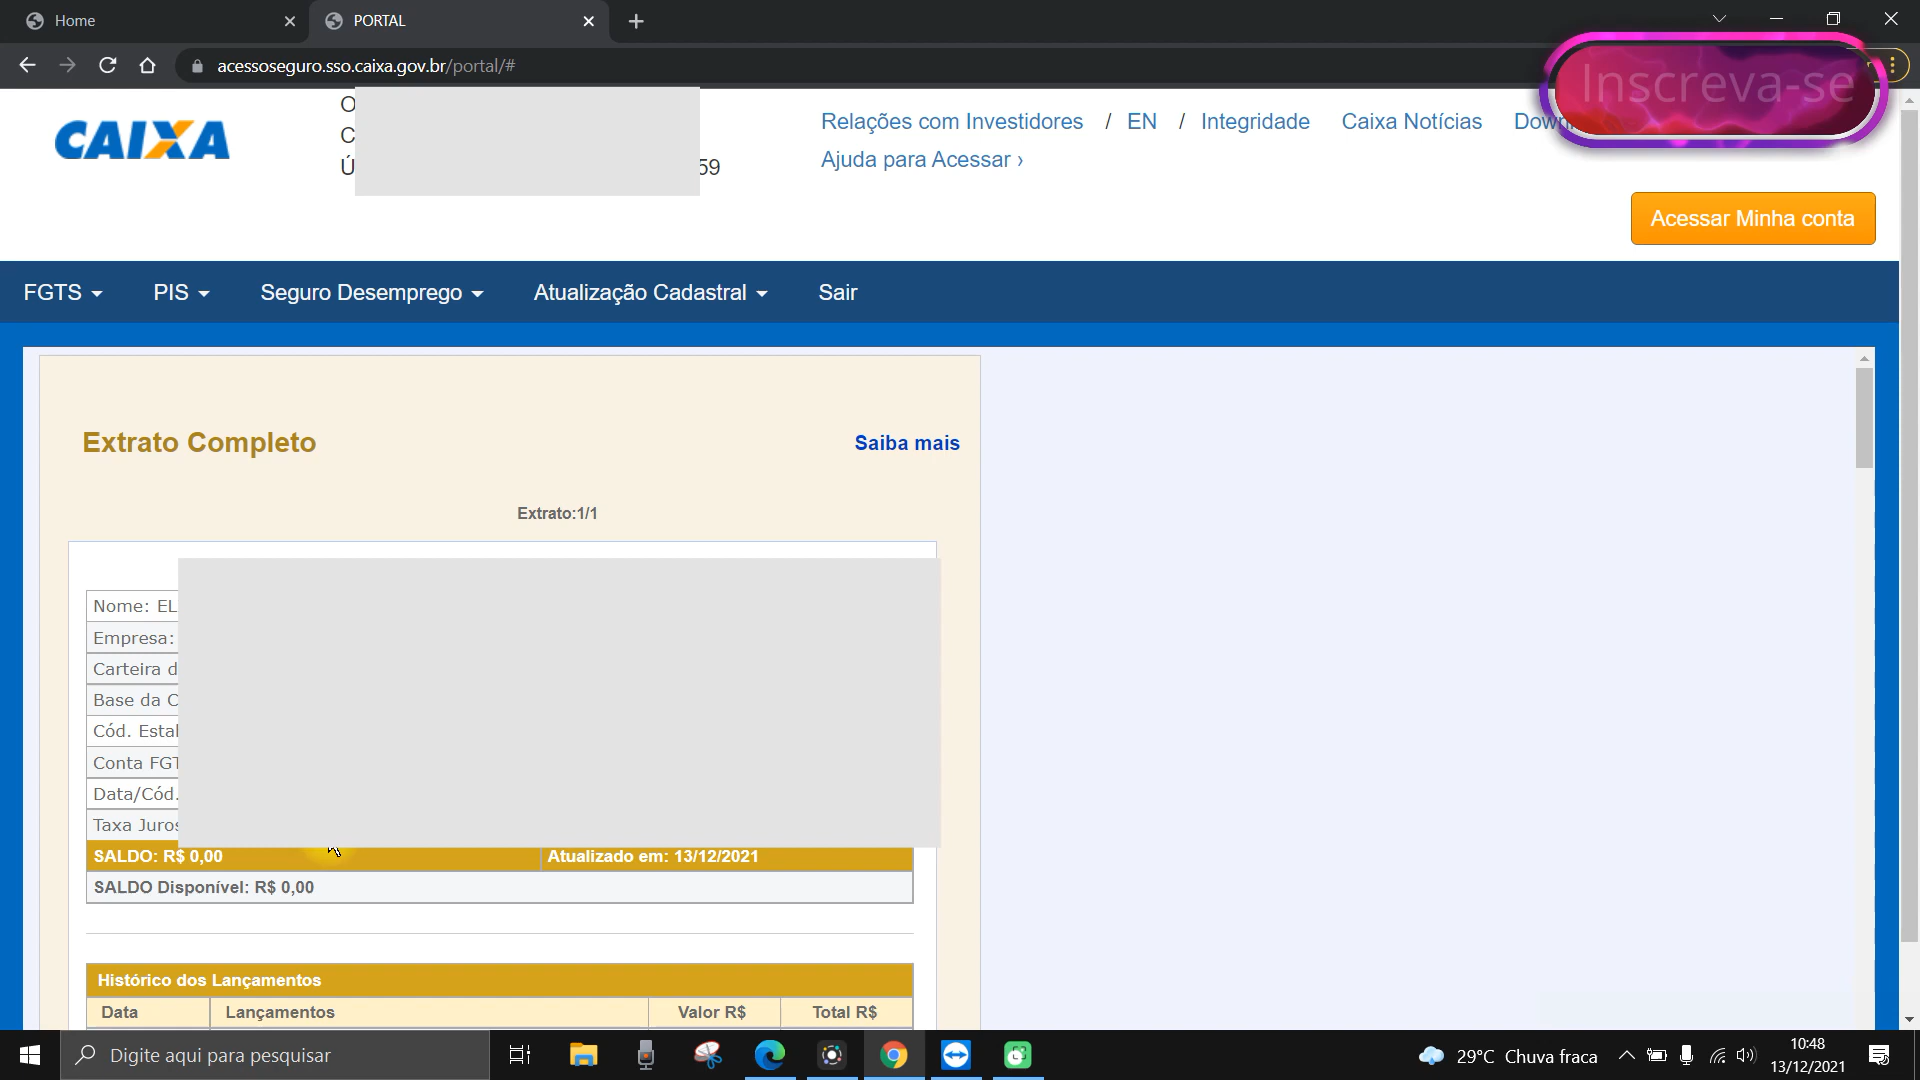 Home
PORTAL
acessoseguro.sso.caixa.gov.br/portal/#
Inscreva-se
CAIXA
O
C
Ú
59
Relações com Investidores / EN / Integridade Caixa Notícias
Ajuda para Acessar ›
Acessar Minha conta
FGTS PIS Seguro Desemprego Atualização Cadastral Sair
Extrato Completo
Saiba mais
Extrato:1/1
Nome: EL
Empresa:
Carteira d
Base da C
Cód. Estal
Conta FGT
Data/Cód.
Taxa Juros
SALDO: R$ 0,00 Atualizado em: 13/12/2021
SALDO Disponível: R$ 0,00
Histórico dos Lançamentos
Data Lançamentos Valor R$ Total R$
Digite aqui para pesquisar
29°C Chuva fraca
10:48
13/12/2021